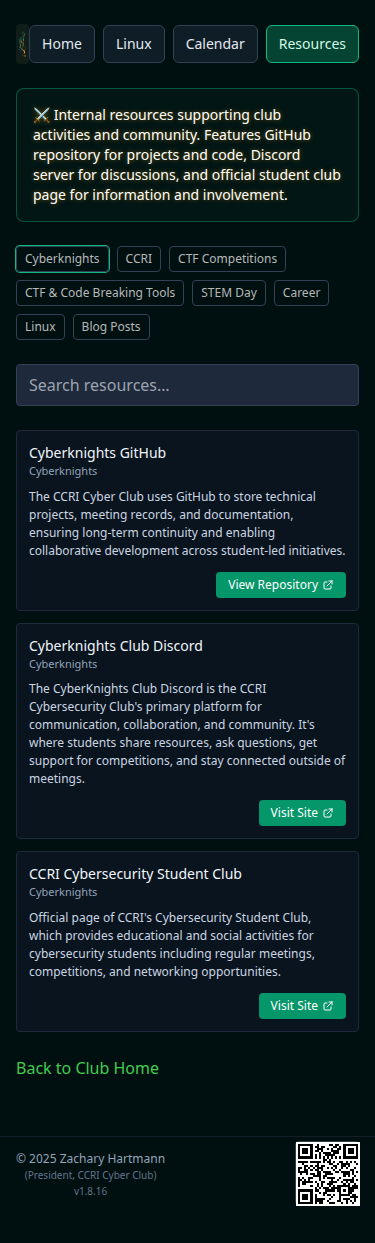 Home
Linux
Calendar
Resources
⚔️ Internal resources supporting club
activities and community. Features GitHub
repository for projects and code, Discord
server for discussions, and official student club
page for information and involvement.
Cyberknights
CCRI
CTF Competitions
CTF & Code Breaking Tools
STEM Day
Career
Linux
Blog Posts
Search resources...
Cyberknights GitHub
Cyberknights
The CCRI Cyber Club uses GitHub to store technical
projects, meeting records, and documentation,
ensuring long-term continuity and enabling
collaborative development across student-led initiatives.
View Repository
Cyberknights Club Discord
Cyberknights
The CyberKnights Club Discord is the CCRI
Cybersecurity Club's primary platform for
communication, collaboration, and community. It's
where students share resources, ask questions, get
support for competitions, and stay connected outside of
meetings.
Visit Site
CCRI Cybersecurity Student Club
Cyberknights
Official page of CCRI's Cybersecurity Student Club,
which provides educational and social activities for
cybersecurity students including regular meetings,
competitions, and networking opportunities.
Visit Site
Back to Club Home
© 2025 Zachary Hartmann
(President, CCRI Cyber Club)
v1.8.16